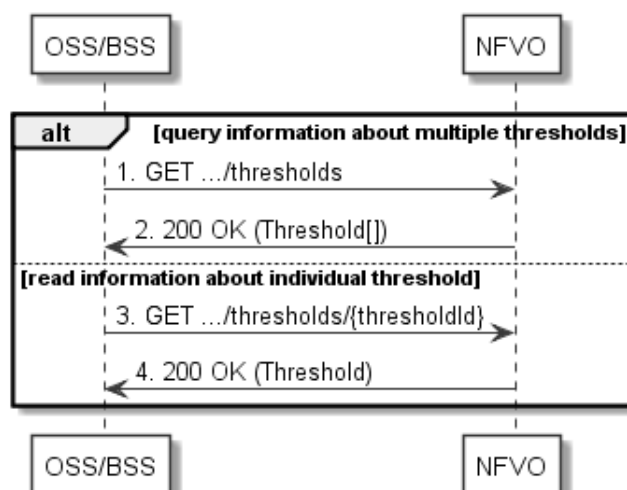 OSS/BSS
NFVO
alt
[query information about multiple thresholds]
1. GET .../thresholds
2. 200 OK (Threshold[])
[read information about individual threshold]
3. GET .../thresholds/{thresholdId}
4. 200 OK (Threshold)
OSS/BSS
NFVO